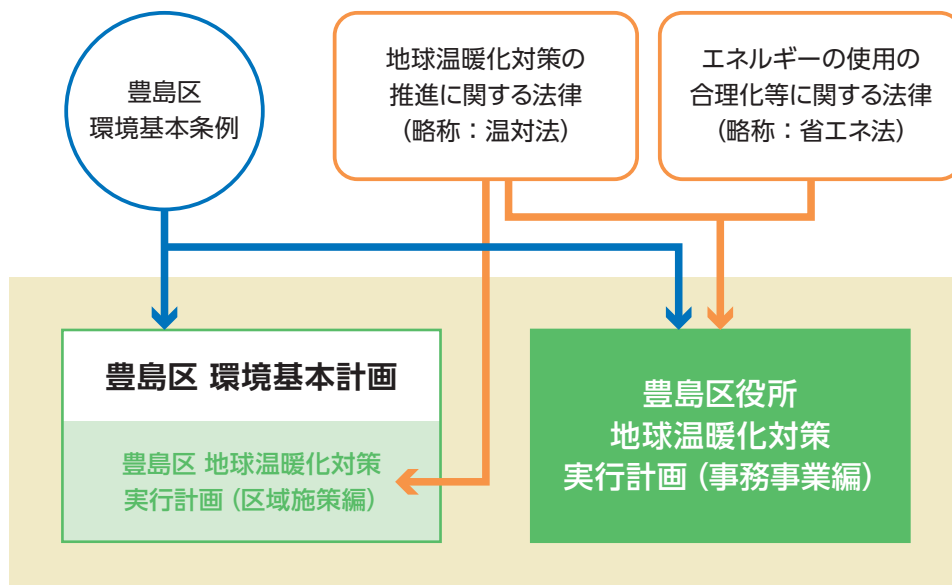 豊島区
環境基本条例
地球温暖化対策の
推進に関する法律
（略称：温対法）
エネルギーの使用の
合理化等に関する法律
（略称：省エネ法）
豊島区 環境基本計画
豊島区 地球温暖化対策
実行計画（区域施策編）
豊島区役所
地球温暖化対策
実行計画（事務事業編）